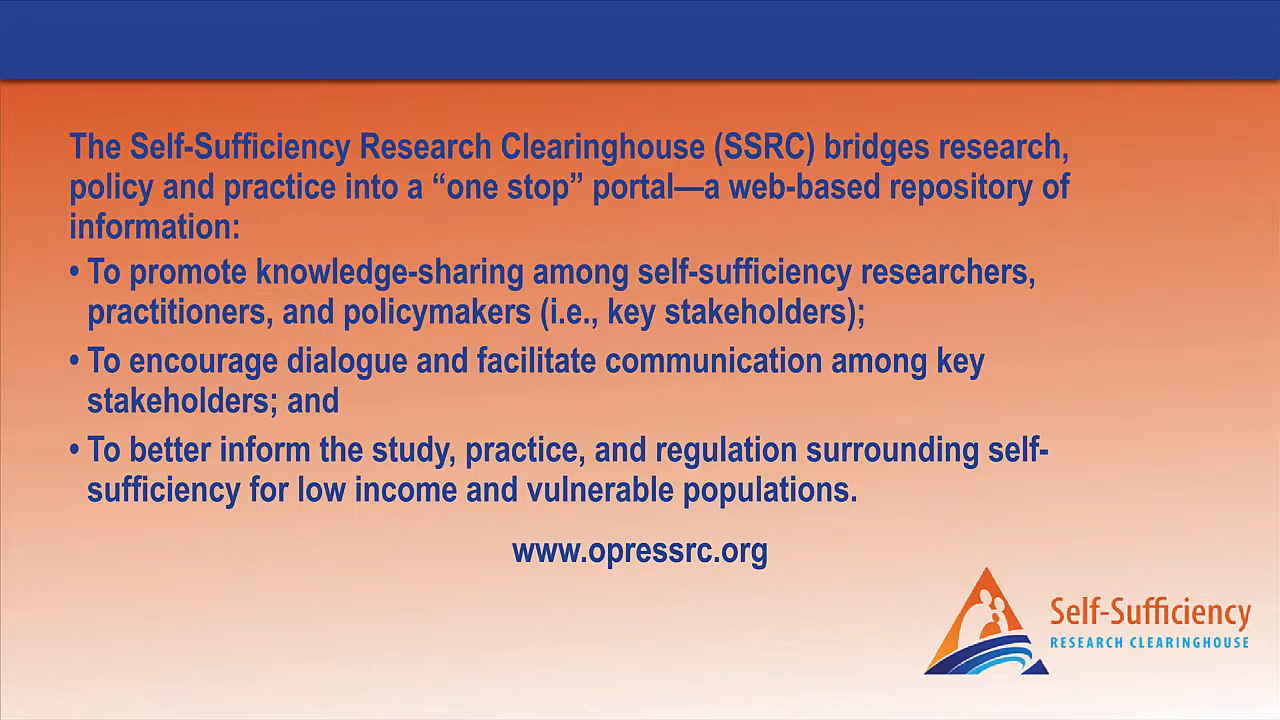 The Self-Sufficiency Research Clearinghouse (SSRC) bridges research,
policy and practice into a “one stop” portal—a web-based repository of
information:
• To promote knowledge-sharing among self-sufficiency researchers,
practitioners, and policymakers (i.e., key stakeholders);
• To encourage dialogue and facilitate communication among key
stakeholders; and
• To better inform the study, practice, and regulation surrounding self-
sufficiency for low income and vulnerable populations.
www.opressrc.org
Self-Sufficiency
RESEARCH CLEARINGHOUSE